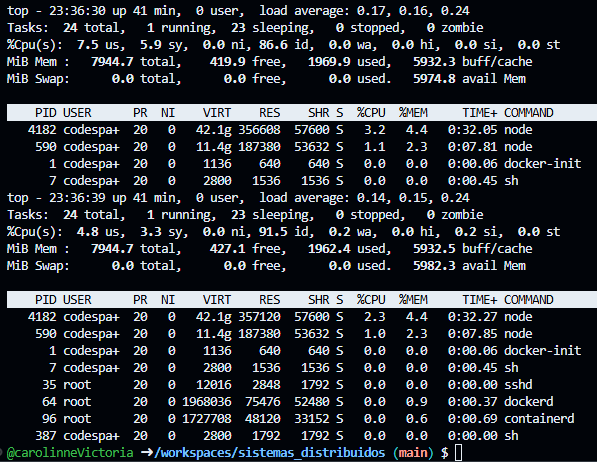 top - 23:36:30 up 41 min,  0 user,  load average: 0.17, 0.16, 0.24
Tasks:  24 total,   1 running,  23 sleeping,   0 stopped,   0 zombie
%Cpu(s):  7.5 us,  5.9 sy,  0.0 ni, 86.6 id,  0.0 wa,  0.0 hi,  0.0 si,  0.0 st
MiB Mem :   7944.7 total,    419.9 free,   1969.9 used,   5932.3 buff/cache
MiB Swap:      0.0 total,      0.0 free,      0.0 used.   5974.8 avail Mem
PID USER      PR  NI    VIRT    RES    SHR S  %CPU  %MEM     TIME+ COMMAND
4182 codespa+  20   0   42.1g 356608  57600 S   3.2   4.4   0:32.05 node
590 codespa+  20   0   11.4g 187380  53632 S   1.1   2.3   0:07.81 node
1 codespa+  20   0    1136    640    640 S   0.0   0.0   0:00.06 docker-init
7 codespa+  20   0    2800   1536   1536 S   0.0   0.0   0:00.45 sh
top - 23:36:39 up 41 min,  0 user,  load average: 0.14, 0.15, 0.24
Tasks:  24 total,   1 running,  23 sleeping,   0 stopped,   0 zombie
%Cpu(s):  4.8 us,  3.3 sy,  0.0 ni, 91.5 id,  0.2 wa,  0.0 hi,  0.2 si,  0.0 st
MiB Mem :   7944.7 total,    427.1 free,   1962.4 used,   5932.5 buff/cache
MiB Swap:      0.0 total,      0.0 free,      0.0 used.   5982.3 avail Mem
PID USER      PR  NI    VIRT    RES    SHR S  %CPU  %MEM     TIME+ COMMAND
4182 codespa+  20   0   42.1g 357120  57600 S   2.3   4.4   0:32.27 node
590 codespa+  20   0   11.4g 187380  53632 S   1.0   2.3   0:07.85 node
1 codespa+  20   0    1136    640    640 S   0.0   0.0   0:00.06 docker-init
7 codespa+  20   0    2800   1536   1536 S   0.0   0.0   0:00.45 sh
35 root      20   0   12016   2848   1792 S   0.0   0.0   0:00.00 sshd
64 root      20   0 1968036  75476  52480 S   0.0   0.9   0:00.37 dockerd
96 root      20   0 1727708  48120  33152 S   0.0   0.6   0:00.69 containerd
387 codespa+  20   0    2800   1792   1792 S   0.0   0.0   0:00.00 sh
@carolinneVictoria ➜/workspaces/sistemas_distribuidos (main) $